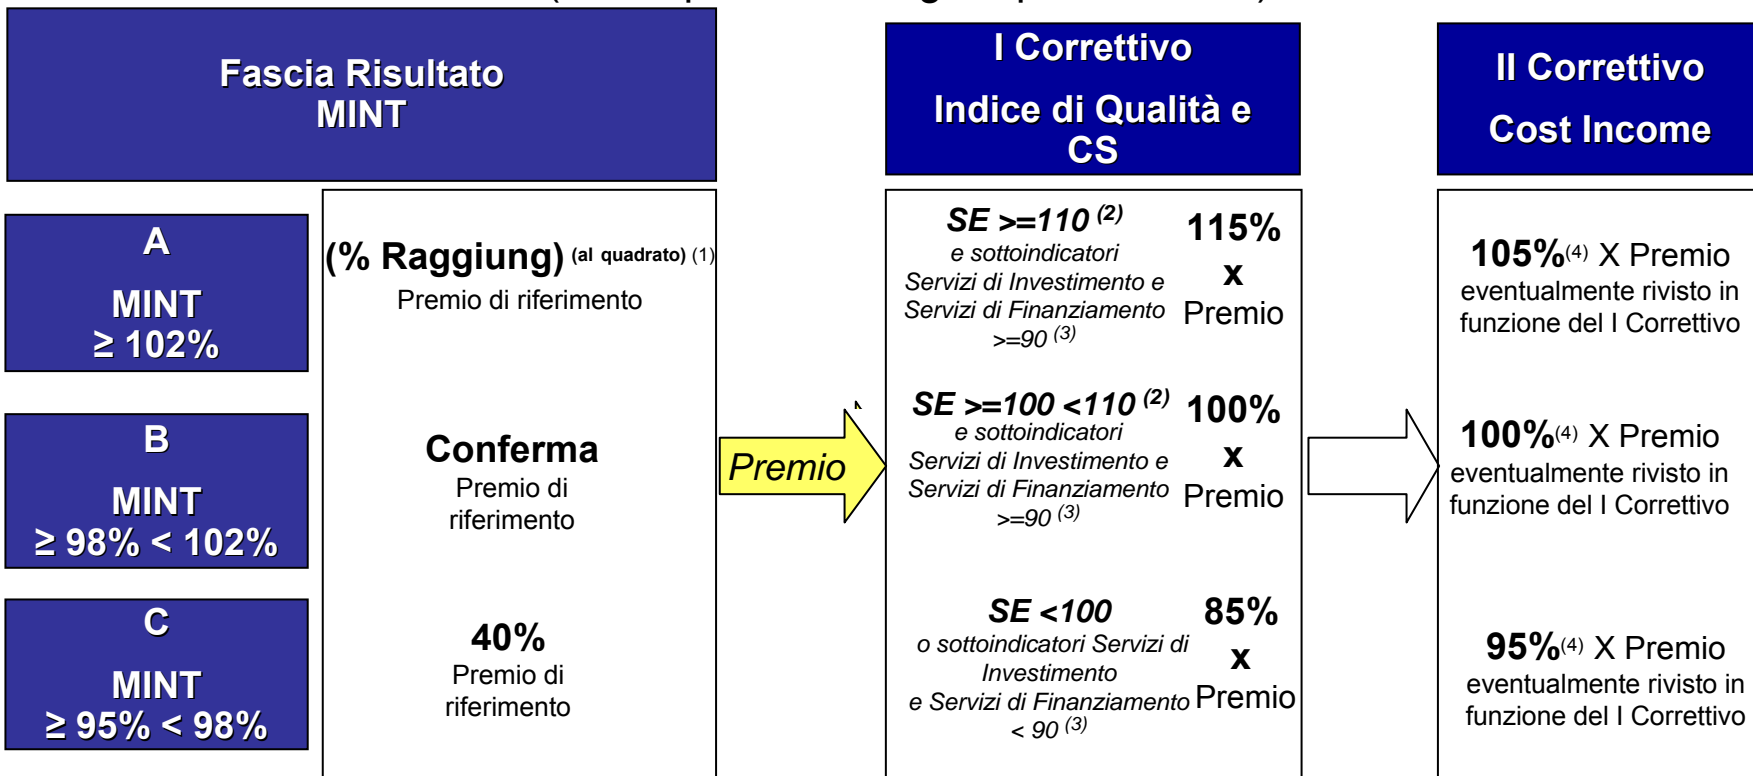 Fascia Risultato
MINT
I Correttivo
Indice di Qualità e
CS
II Correttivo
Cost Income
A
MINT
≥ 102%
(% Raggiung) (al quadrato) (1)
Premio di riferimento
SE >=110 (2)
e sottoindicatori
Servizi di Investimento e
Servizi di Finanziamento
>=90 (3)
115%
x
Premio
105%(4) X Premio
eventualmente rivisto in
funzione del I Correttivo
B
MINT
≥ 98% < 102%
Conferma
Premio di
riferimento
Premio
SE >=100 <110 (2)
e sottoindicatori
Servizi di Investimento e
Servizi di Finanziamento
>=90 (3)
100%
x
Premio
100%(4) X Premio
eventualmente rivisto in
funzione del I Correttivo
C
MINT
≥ 95% < 98%
40%
Premio di
riferimento
SE <100
o sottoindicatori Servizi di
Investimento
e Servizi di Finanziamento
< 90 (3)
85%
x
Premio
95%(4) X Premio
eventualmente rivisto in
funzione del I Correttivo